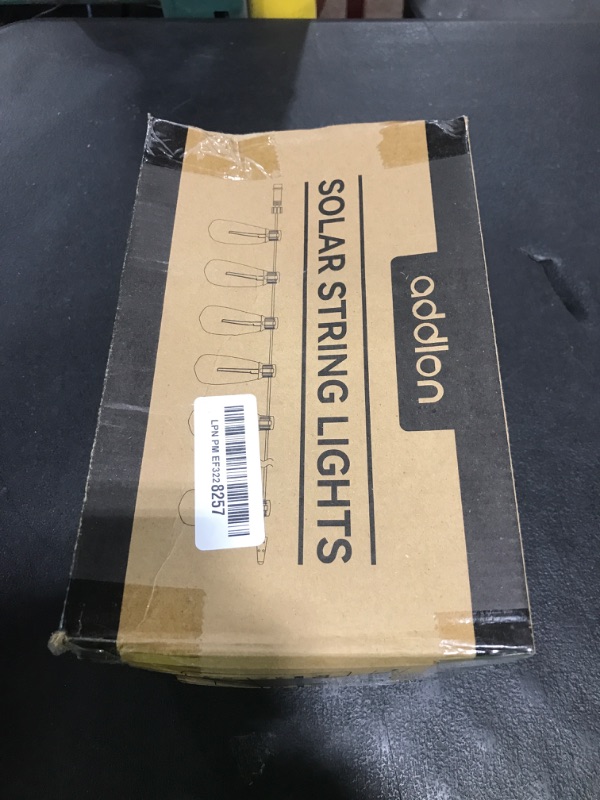 addlon
SOLAR STRING LIGHTS
LPN PM EF322 8257